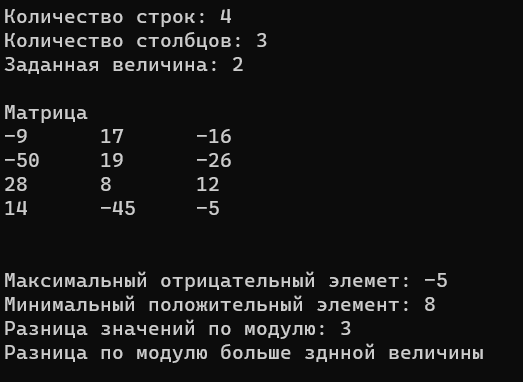 Количество строк: 4
Количество столбцов: 3
Заданная величина: 2
Матрица
-9 17 -16
-50 19 -26
28 8 12
14 -45 -5
Максимальный отрицательный элемет: -5
Минимальный положительный элемент: 8
Разница значений по модулю: 3
Разница по модулю больше зднной величины